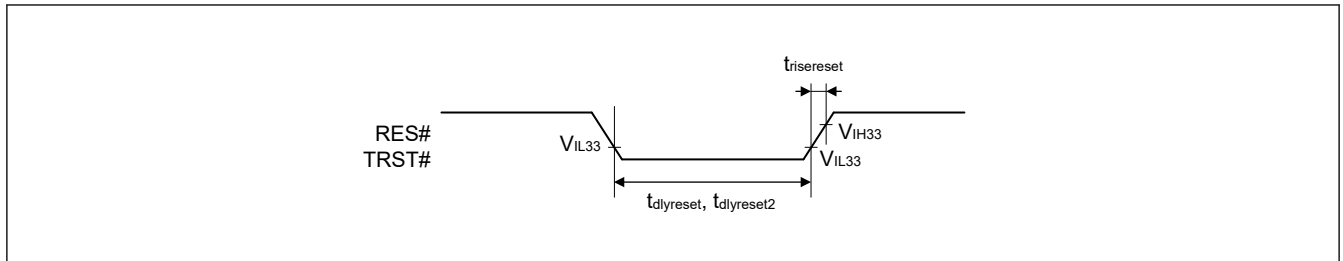 trisereset
RES#
TRST#
VIL33
VIH33
VIL33
tdlyreset, tdlyreset2